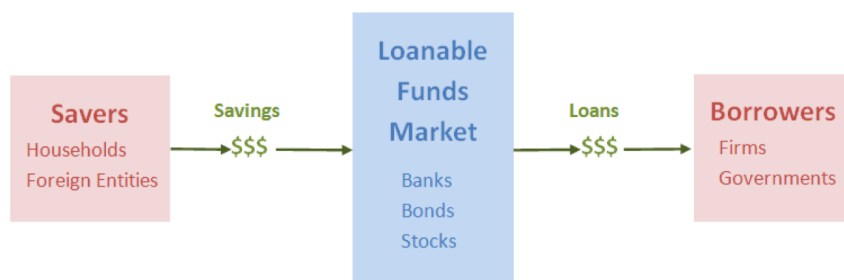 Savers
Households
Foreign Entities
Savings
$$$
Loanable
Funds
Market
Banks
Bonds
Stocks
Loans
$$$
Borrowers
Firms
Governments